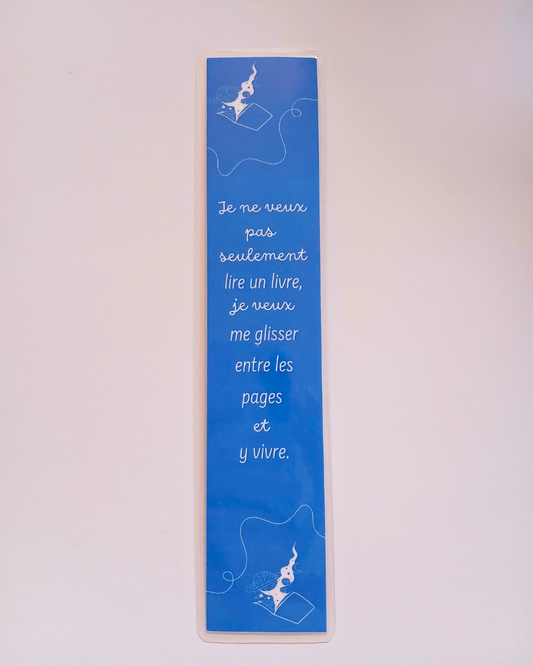 Je ne veux
pas
seulement
lire un livre,
je veux
me glisser
entre les
pages
et
y vivre.